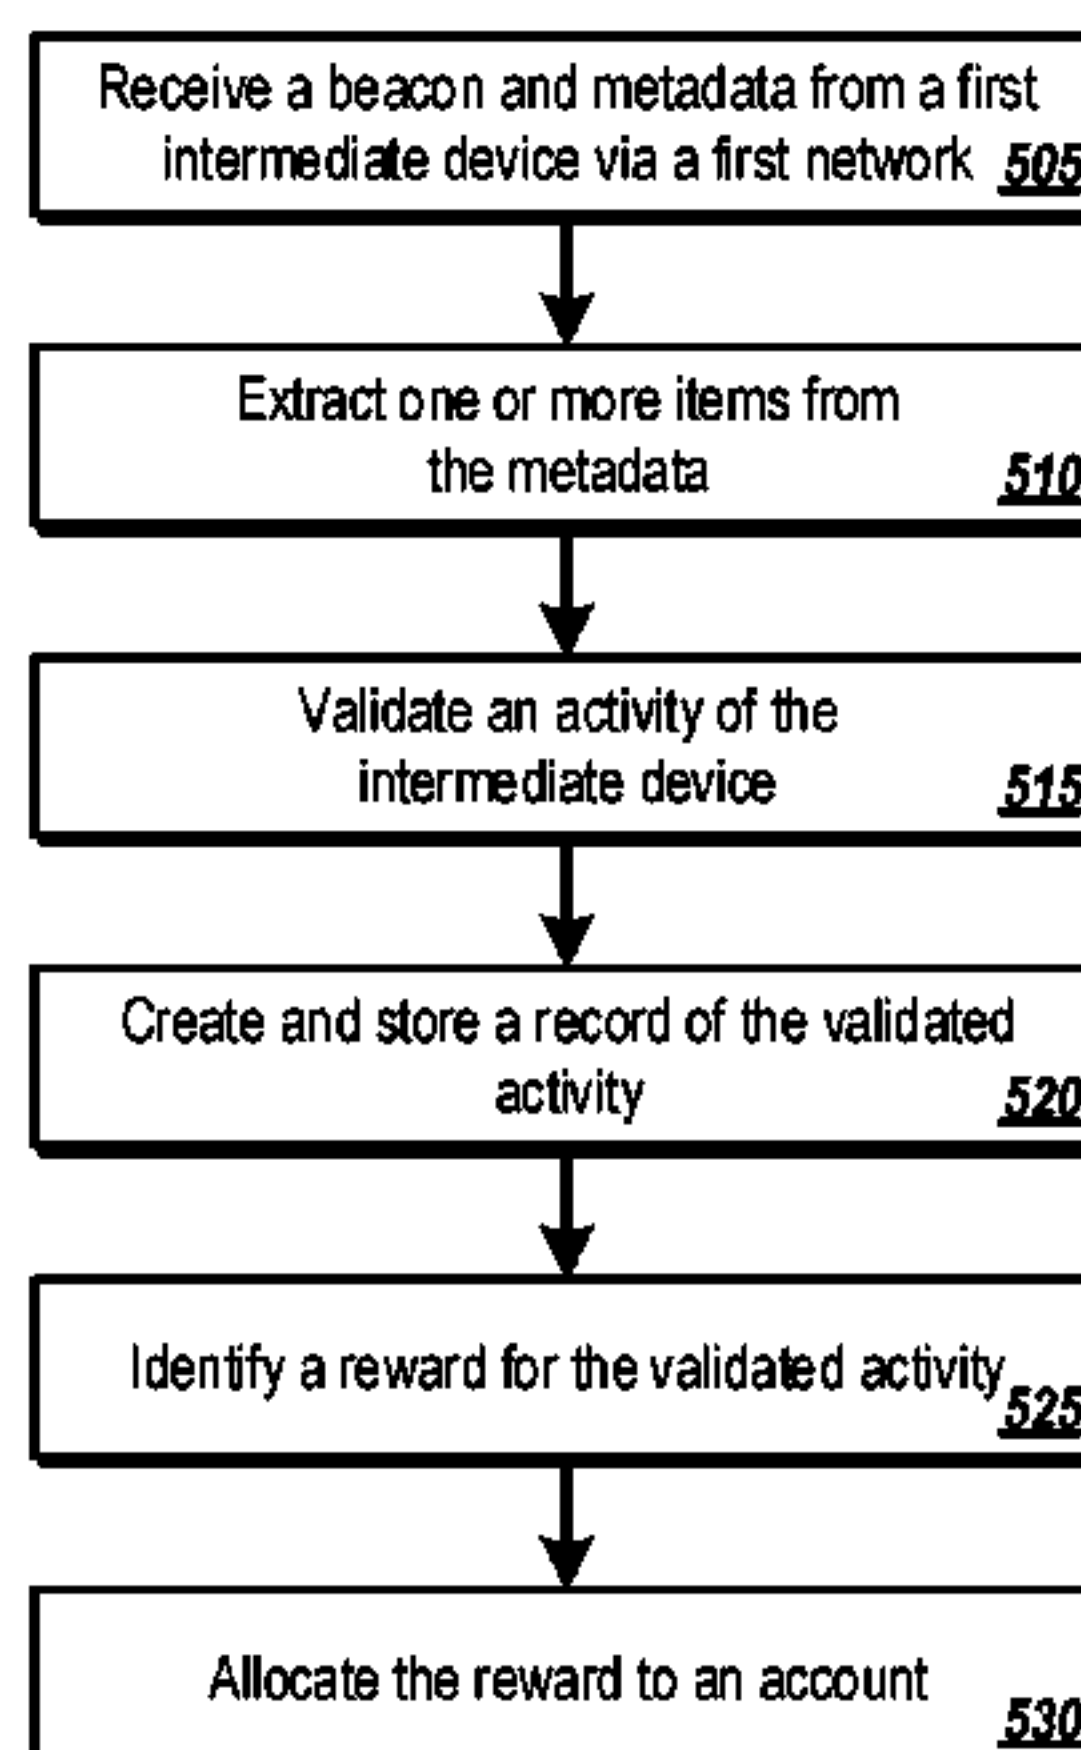 Receive a beacon and metadata from a first
intermediate device via a first network 505
Extract one or more items from
the metadata 510
Validate an activity of the
intermediate device 515
Create and store a record of the validated
activity 520
Identify a reward for the validated activity 525
Allocate the reward to an account 530